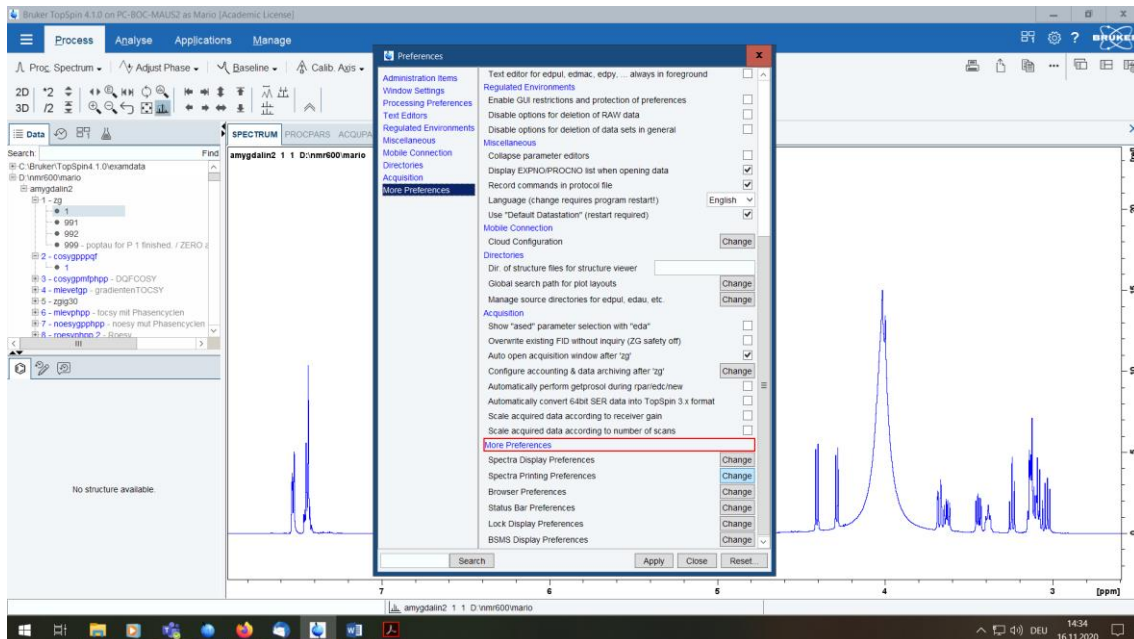 Bruker TopSpin 4.1.0 on PC-BOC-MAUS2 as Mario [Academic License]
Process Analyse Applications Manage
Proc. Spectrum Adjust Phase Baseline Calib. Axis
2D *2
3D /2
Data
Search: Find
C:\Bruker\TopSpin4.1.0\examdata
D:\nmr600\mario
amygdalin2
1 - zg
1
991
992
999 - poptau for P 1 finished. / ZERO
2 - cosygpppqf
1
3 - cosygpmfphpp - DQFCOSY
4 - mlevetgp - gradientenTOCSY
5 - zgig30
6 - mlevphpp - tocsy mit Phasencyclen
7 - noesygpphpp - noesy mut Phasencyclen
8 - roesyphpp.2 - Roesy
No structure available.
SPECTRUM PROCPARS ACQUPA
amygdalin2 1 1 D:\nmr600\mario
Preferences
Administration Items
Window Settings
Processing Preferences
Text Editors
Regulated Environments
Miscellaneous
Mobile Connection
Directories
Acquisition
More Preferences
Text editor for edpul, edmac, edpy, ... always in foreground
Regulated Environments
Enable GUI restrictions and protection of preferences
Disable options for deletion of RAW data
Disable options for deletion of data sets in general
Miscellaneous
Collapse parameter editors
Display EXPNO/PROCNO list when opening data
Record commands in protocol file
Language (change requires program restart!) English
Use "Default Datastation" (restart required)
Mobile Connection
Cloud Configuration Change
Directories
Dir. of structure files for structure viewer
Global search path for plot layouts Change
Manage source directories for edpul, edau, etc. Change
Acquisition
Show "ased" parameter selection with "eda"
Overwrite existing FID without inquiry (ZG safety off)
Auto open acquisition window after 'zg'
Configure accounting & data archiving after 'zg' Change
Automatically perform getprosol during rpar/edc/new
Automatically convert 64bit SER data into TopSpin 3.x format
Scale acquired data according to receiver gain
Scale acquired data according to number of scans
More Preferences
Spectra Display Preferences Change
Spectra Printing Preferences Change
Browser Preferences Change
Status Bar Preferences Change
Lock Display Preferences Change
BSMS Display Preferences Change
Search Apply Close Reset...
7 6 5 4 3 [ppm]
amygdalin2 1 1 D:\nmr600\mario
DEU
14:34
16.11.2020